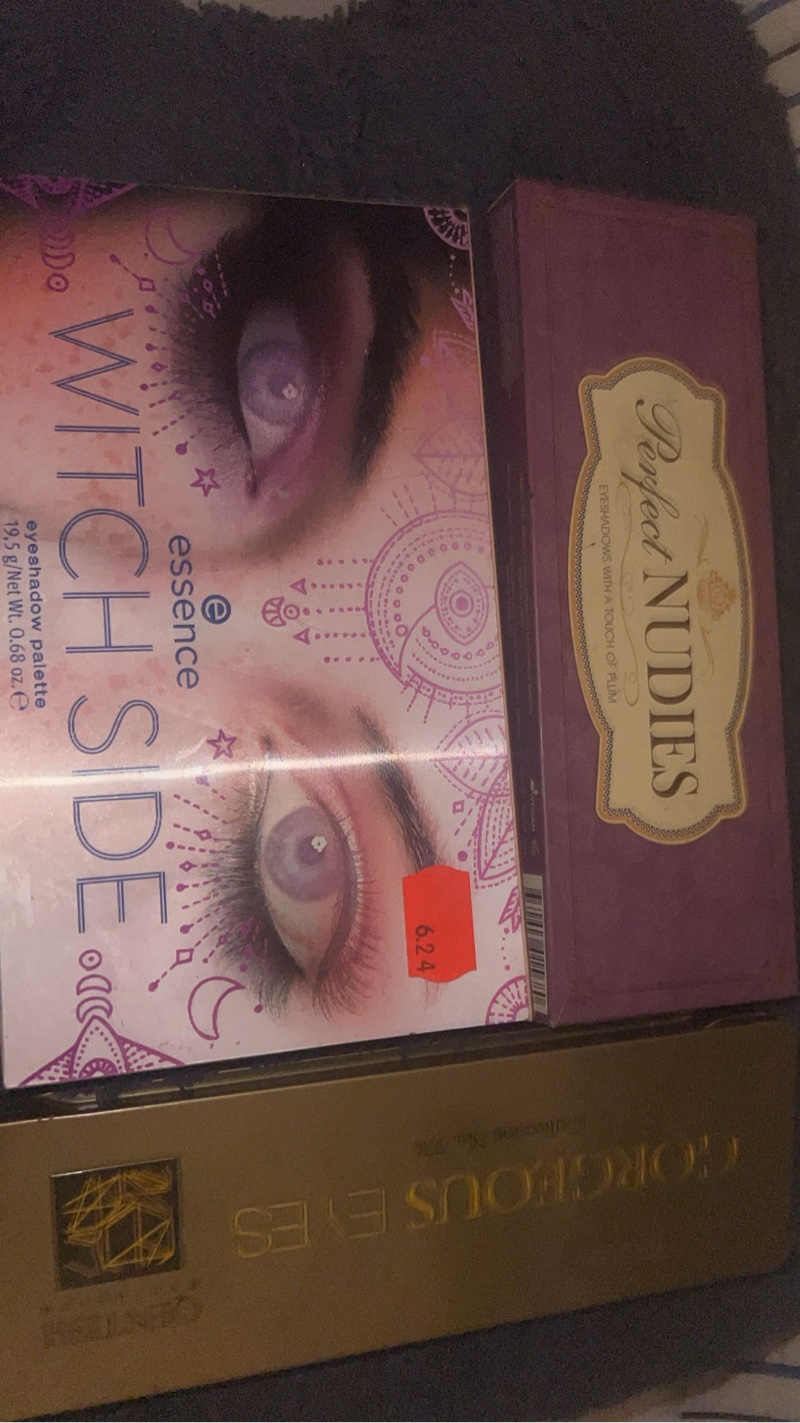 Perfect NUDIES
EYESHADOWS WITH A TOUCH OF PLUM
6.24
essence
WITCH SIDE
eyeshadow palette
19,5 g/Net Wt. 0.68 oz. e
GORGEOUS EYES